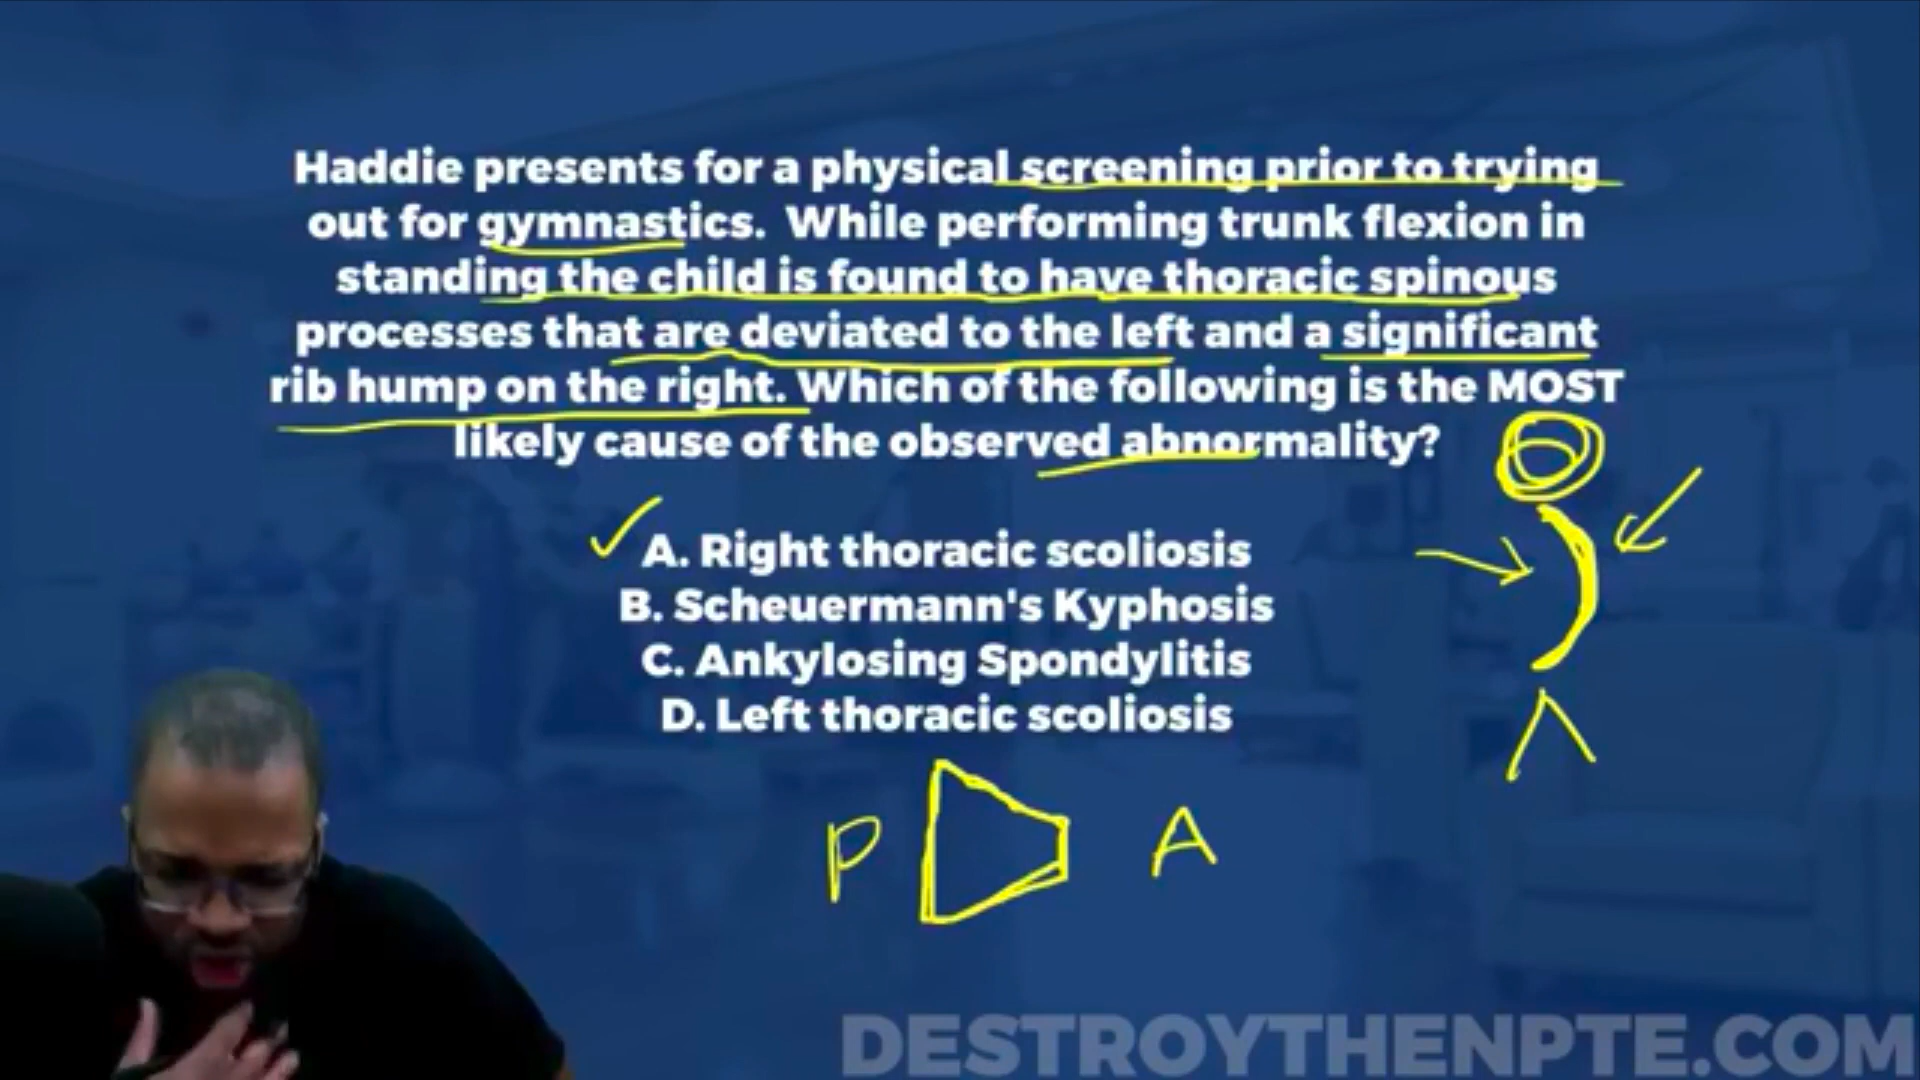 Haddie presents for a physical screening prior to trying
out for gymnastics. While performing trunk flexion in
standing the child is found to have thoracic spinous
processes that are deviated to the left and a significant
rib hump on the right. Which of the following is the MOST
likely cause of the observed abnormality?
A. Right thoracic scoliosis
B. Scheuermann's Kyphosis
C. Ankylosing Spondylitis
D. Left thoracic scoliosis
P A
DESTROYTHENPTE.COM